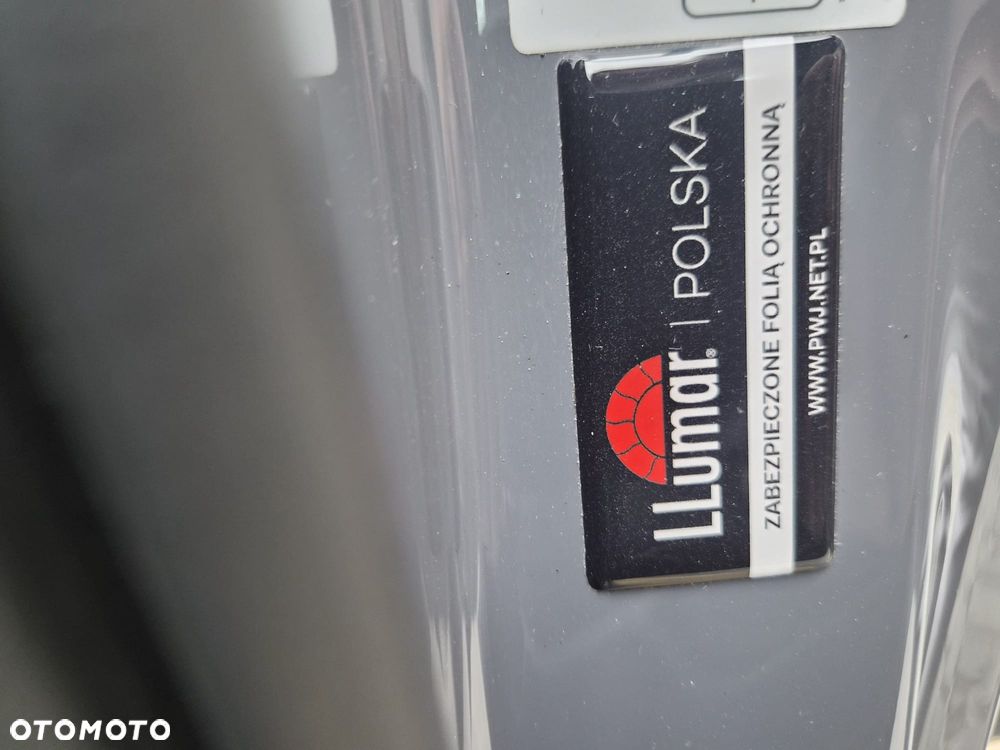 LLumar® | POLSKA
ZABEZPIECZONE FOLIĄ OCHRONNĄ
WWW.PWJ.NET.PL
OTOMOTO